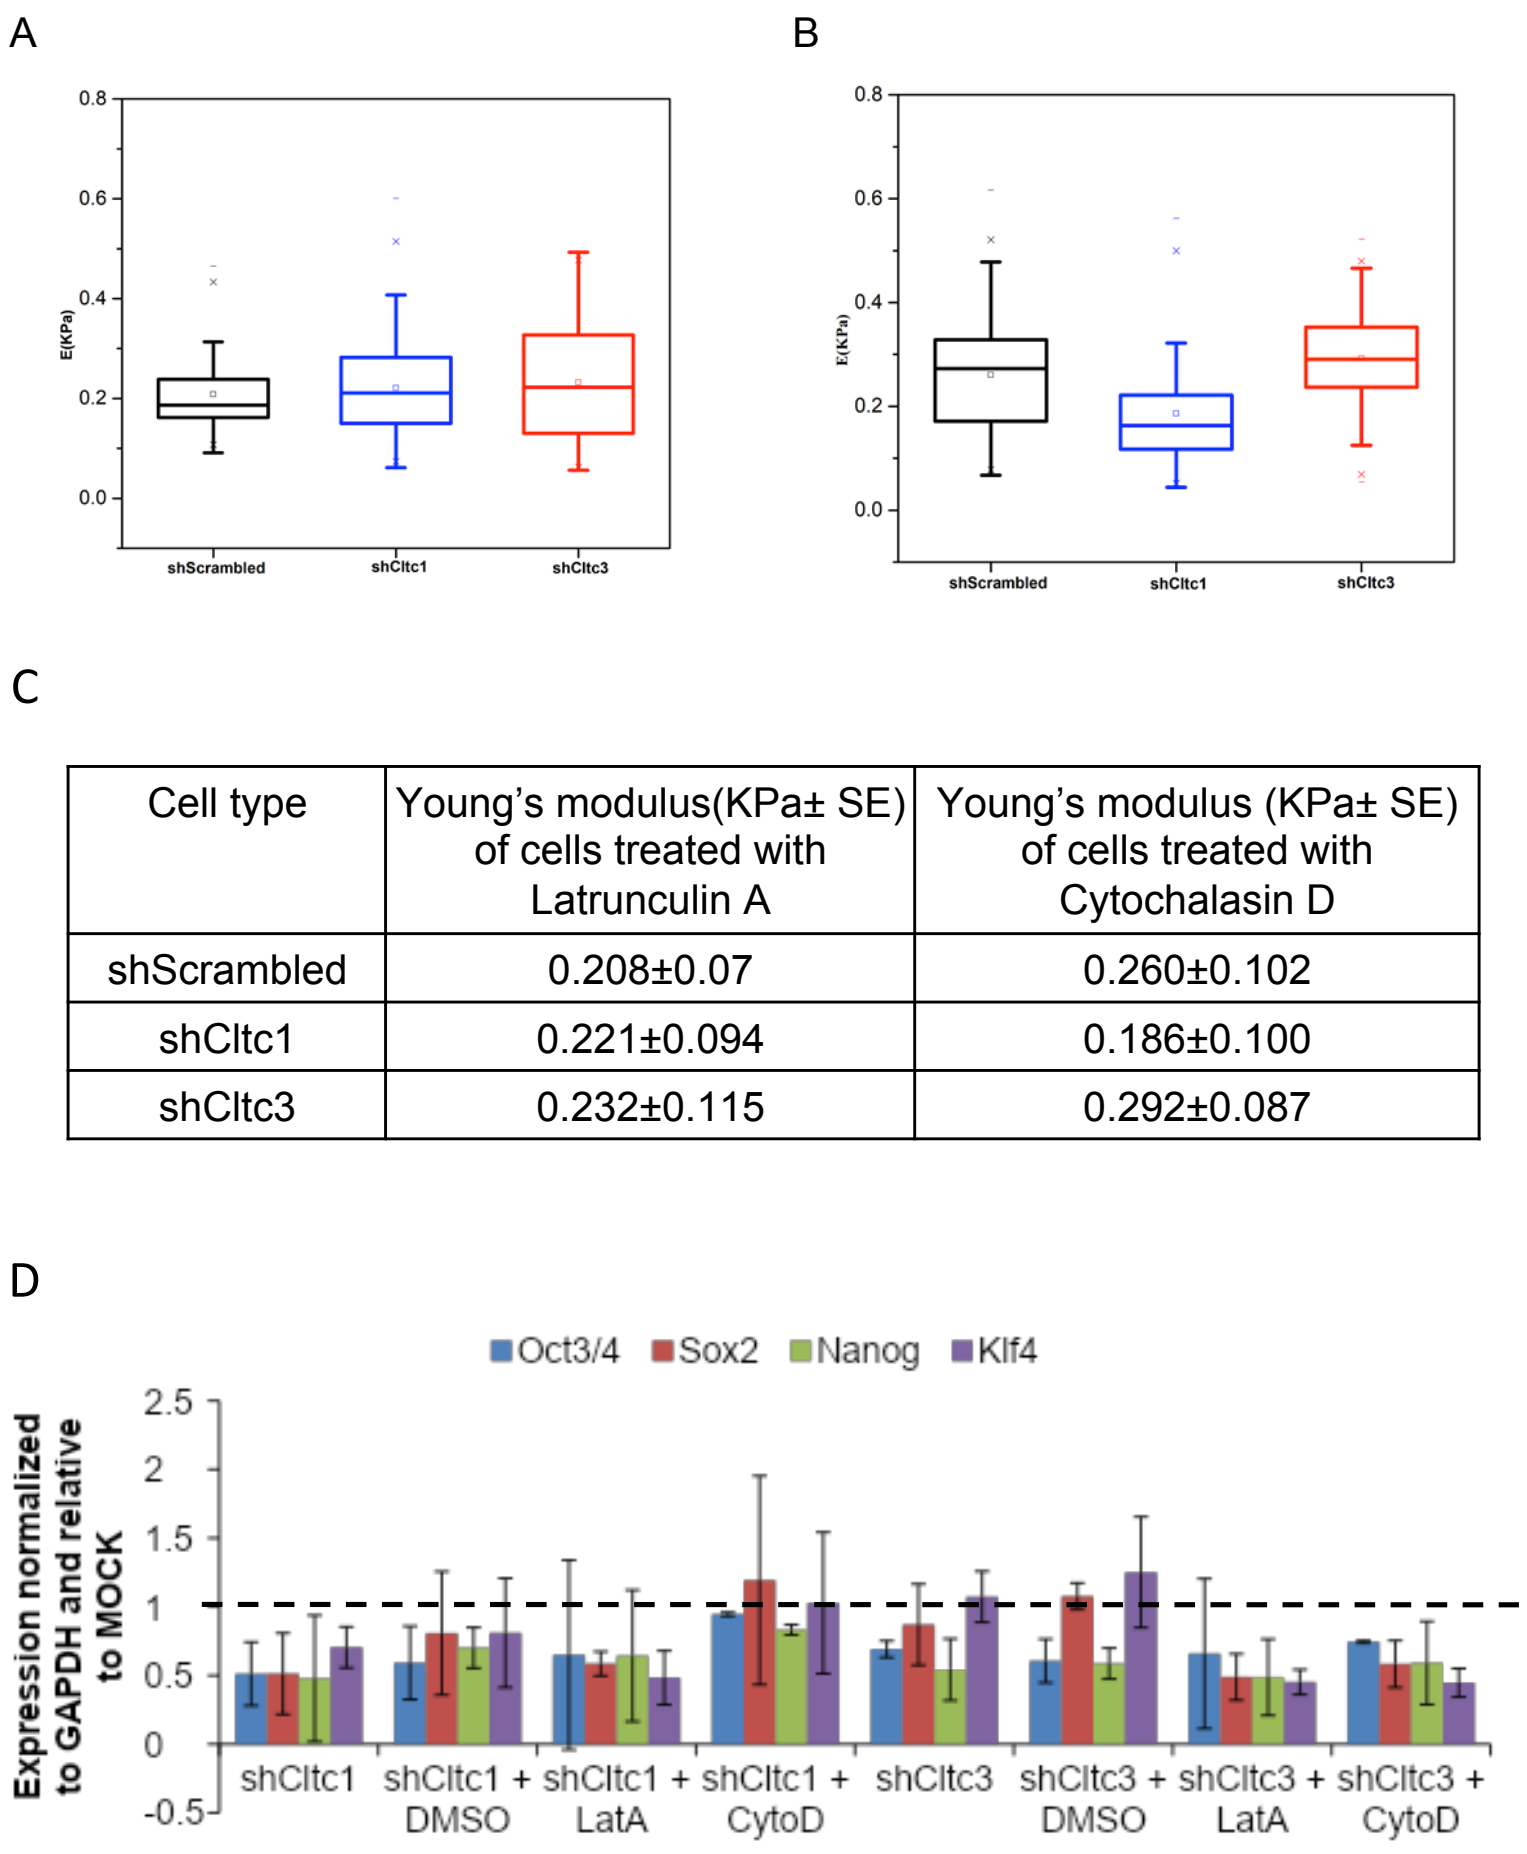 A
B
0.8
0.6
0.4
0.2
0.0
E(KPa)
shScrambled
shCltc1
shCltc3
0.8
0.6
0.4
0.2
0.0
E(KPa)
shScrambled
shCltc1
shCltc3
C
Cell type
Young's modulus(KPa± SE)
of cells treated with
Latrunculin A
Young's modulus (KPa± SE)
of cells treated with
Cytochalasin D
shScrambled
0.208±0.07
0.260±0.102
shCltc1
0.221±0.094
0.186±0.100
shCltc3
0.232±0.115
0.292±0.087
D
Oct3/4 Sox2 Nanog Klf4
Expression normalized
to GAPDH and relative
to MOCK
2.5
2
1.5
1
0.5
0
-0.5
shCltc1
shCltc1 +
DMSO
shCltc1 +
LatA
shCltc1 +
CytoD
shCltc3
shCltc3 +
DMSO
shCltc3 +
LatA
shCltc3 +
CytoD